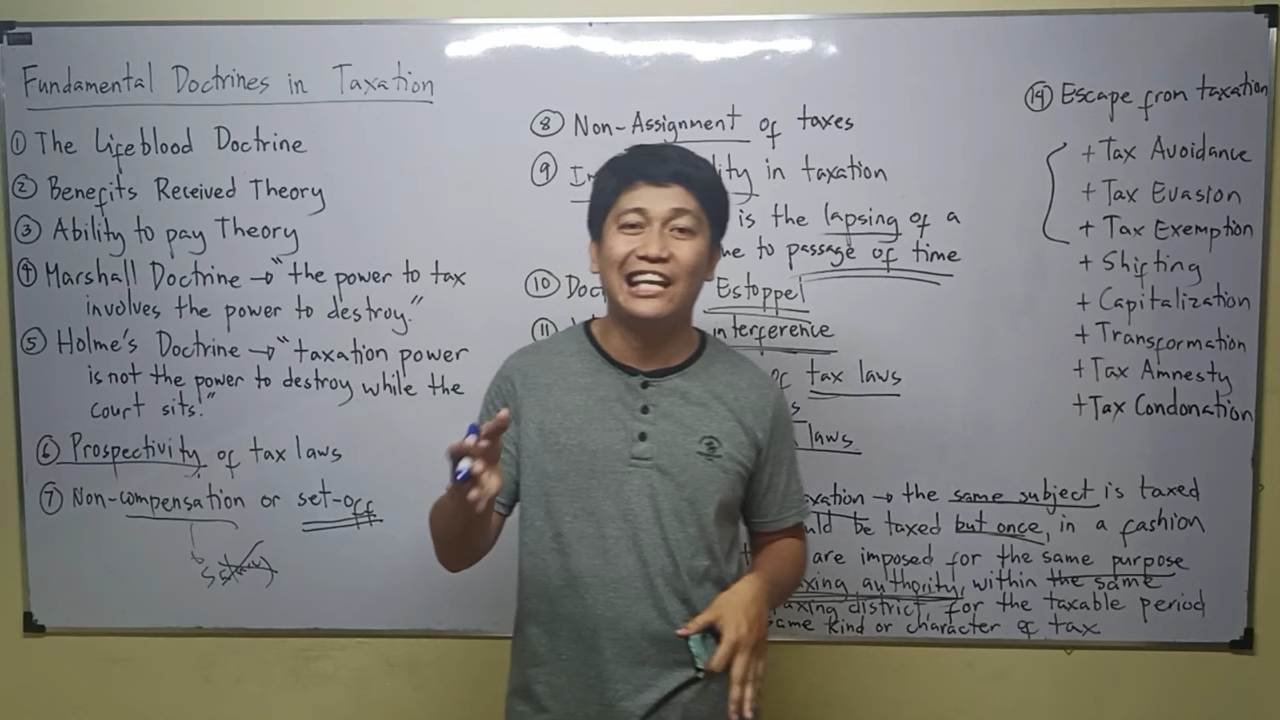 Fundamental Doctrines in Taxation
① The Lifeblood Doctrine
② Benefits Received Theory
③ Ability to pay Theory
④ Marshall Doctrine → "the power to tax
involves the power to destroy."
⑤ Holme's Doctrine → "taxation power
is not the power to destroy while the
court sits."
⑥ Prospectivity of tax laws
⑦ Non-compensation or set-off
⑧ Non-Assignment of taxes
⑨ in taxation
is the lapsing of a
to passage of time
⑩ Estoppel
⑪
tax laws
laws
the same subject is taxed
be taxed but once, in a fashion
are imposed for the same purpose
authority, within the same
taxing district, for the taxable period
same kind or character of tax
⑭ Escape from taxation
+ Tax Avoidance
+ Tax Evasion
+ Tax Exemption
+ Shifting
+ Capitalization
+ Transformation
+ Tax Amnesty
+ Tax Condonation